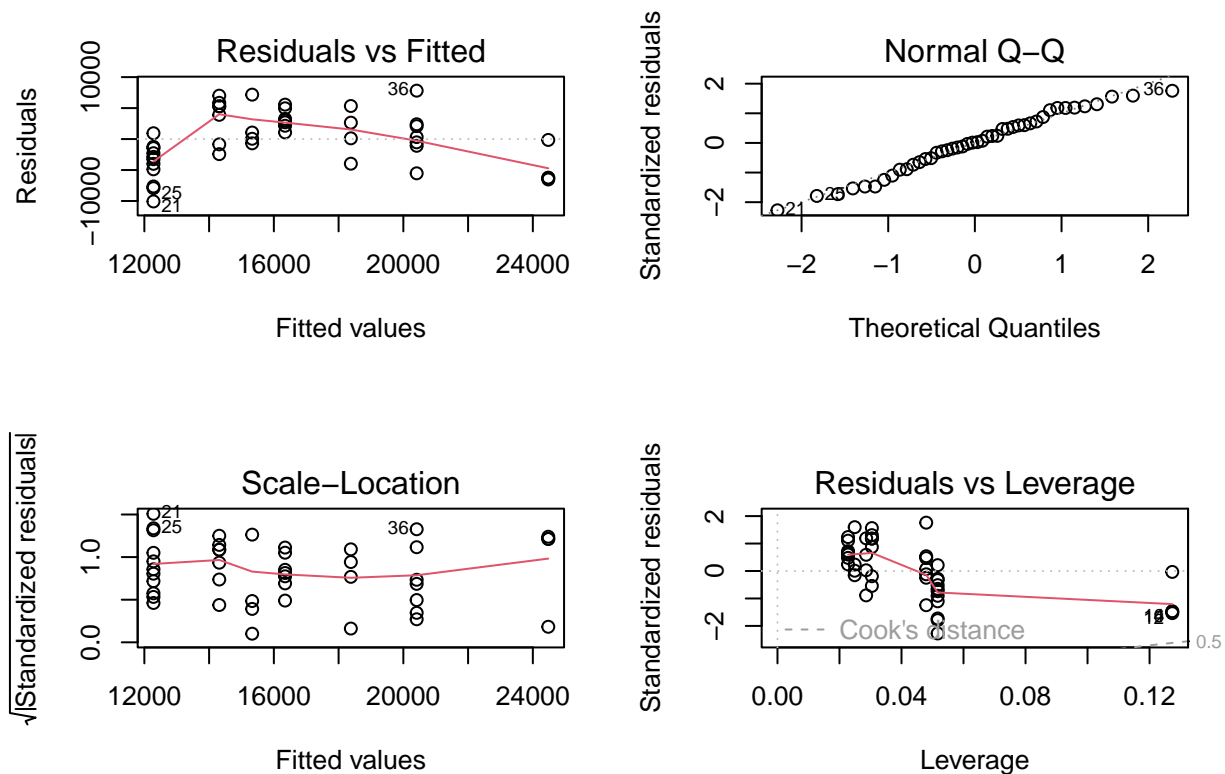 Residuals vs Fitted
Residuals
10000
−10000
36
25
21
12000
16000
20000
24000
Fitted values
Normal Q−Q
Standardized residuals
2
0
−2
36
25
21
−2
−1
0
1
2
Theoretical Quantiles
Scale−Location
√|Standardized residuals|
1.0
0.0
21
25
36
12000
16000
20000
24000
Fitted values
Residuals vs Leverage
Standardized residuals
2
0
−2
Cook's distance
0.5
0.00
0.04
0.08
0.12
Leverage